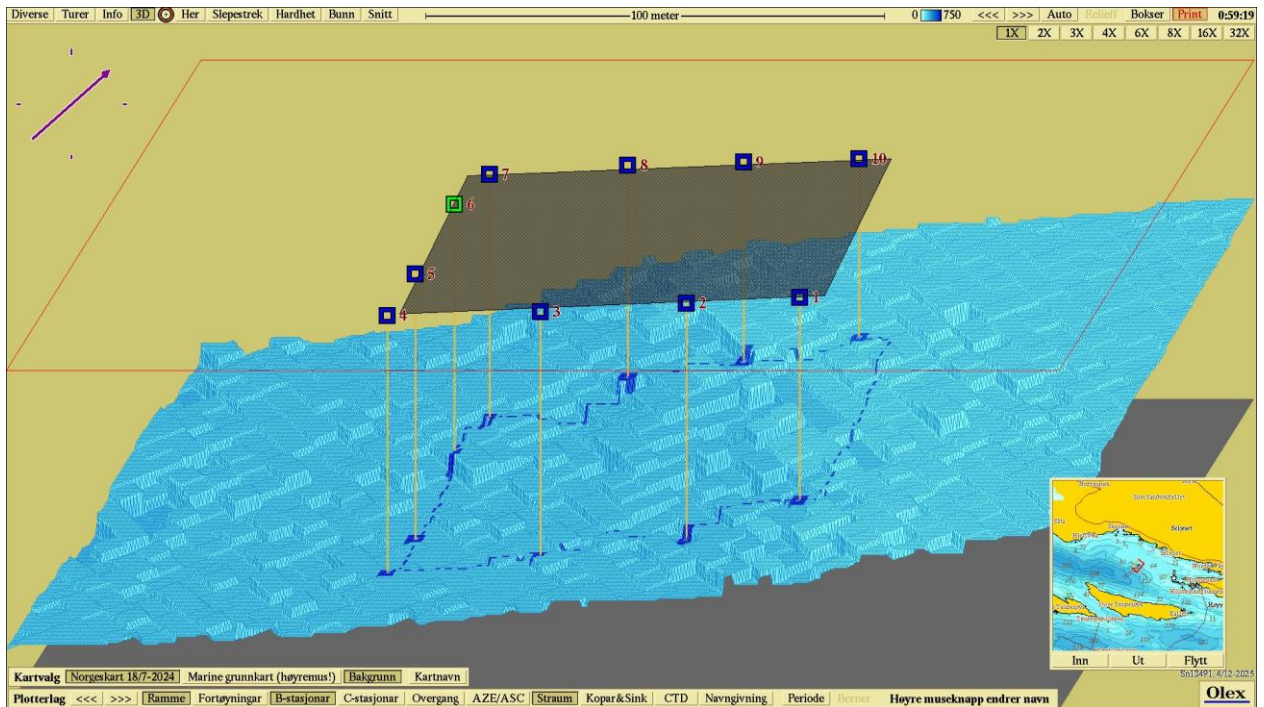 Diverse Turer Info 3D Her Slepestrek Hardhet Bunn Snitt 100 meter 0 750 <<< >>> Auto Relieff Bokser Print 0:59:19
1X 2X 3X 4X 6X 8X 16X 32X
7 8 9 10
6
5
4 3 2 1
Inn Ut Flytt
Sn13491, 4/12-2025
Kartvalg Norgeskart 18/7-2024 Marine grunnkart (høyremus!) Bakgrunn Kartnavn
Plotterlag <<< >>> Ramme Fortøyningar B-stasjonar C-stasjonar Overgang AZE/ASC Straum Kopar&Sink CTD Navngivning Periode Berner Høyre museknapp endrer navn Olex